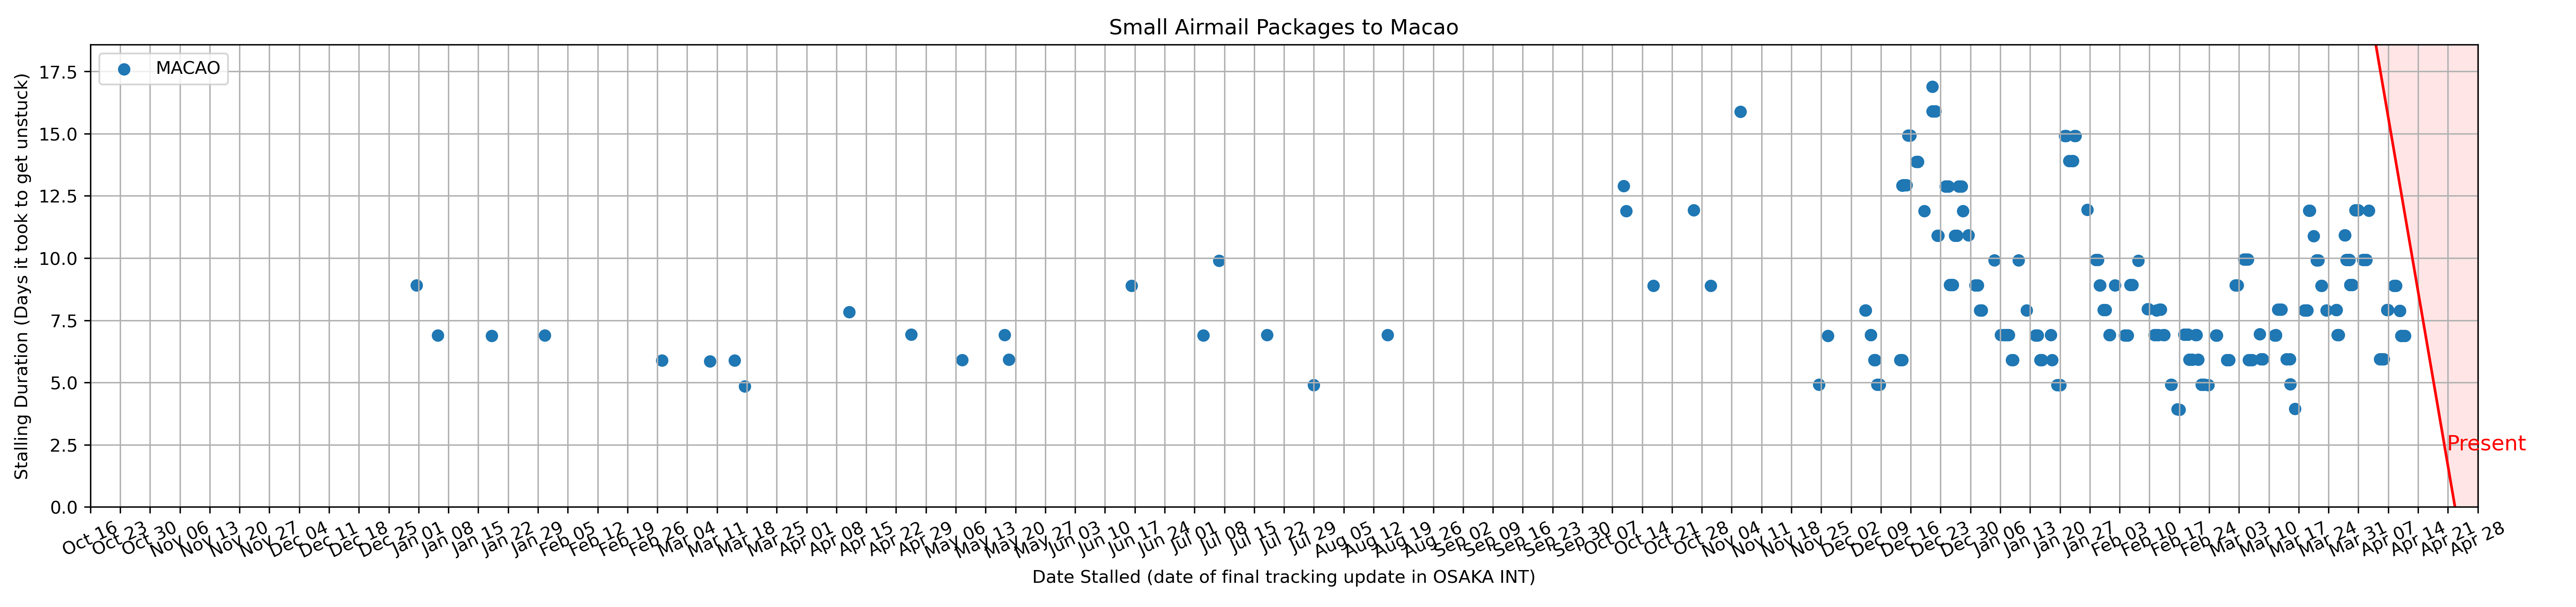 Small Airmail Packages to Macao
MACAO
Stalling Duration (Days it took to get unstuck)
17.5
15.0
12.5
10.0
7.5
5.0
2.5
0.0
Present
Oct 16
Oct 23
Oct 30
Nov 06
Nov 13
Nov 20
Nov 27
Dec 04
Dec 11
Dec 18
Dec 25
Jan 01
Jan 08
Jan 15
Jan 22
Jan 29
Feb 05
Feb 12
Feb 19
Feb 26
Mar 04
Mar 11
Mar 18
Mar 25
Apr 01
Apr 08
Apr 15
Apr 22
Apr 29
May 06
May 13
May 20
May 27
Jun 03
Jun 10
Jun 17
Jun 24
Jul 01
Jul 08
Jul 15
Jul 22
Jul 29
Aug 05
Aug 12
Aug 19
Aug 26
Sep 02
Sep 09
Sep 16
Sep 23
Sep 30
Oct 07
Oct 14
Oct 21
Oct 28
Nov 04
Nov 11
Nov 18
Nov 25
Dec 02
Dec 09
Dec 16
Dec 23
Dec 30
Jan 06
Jan 13
Jan 20
Jan 27
Feb 03
Feb 10
Feb 17
Feb 24
Mar 03
Mar 10
Mar 17
Mar 24
Mar 31
Apr 07
Apr 14
Apr 21
Apr 28
Date Stalled (date of final tracking update in OSAKA INT)